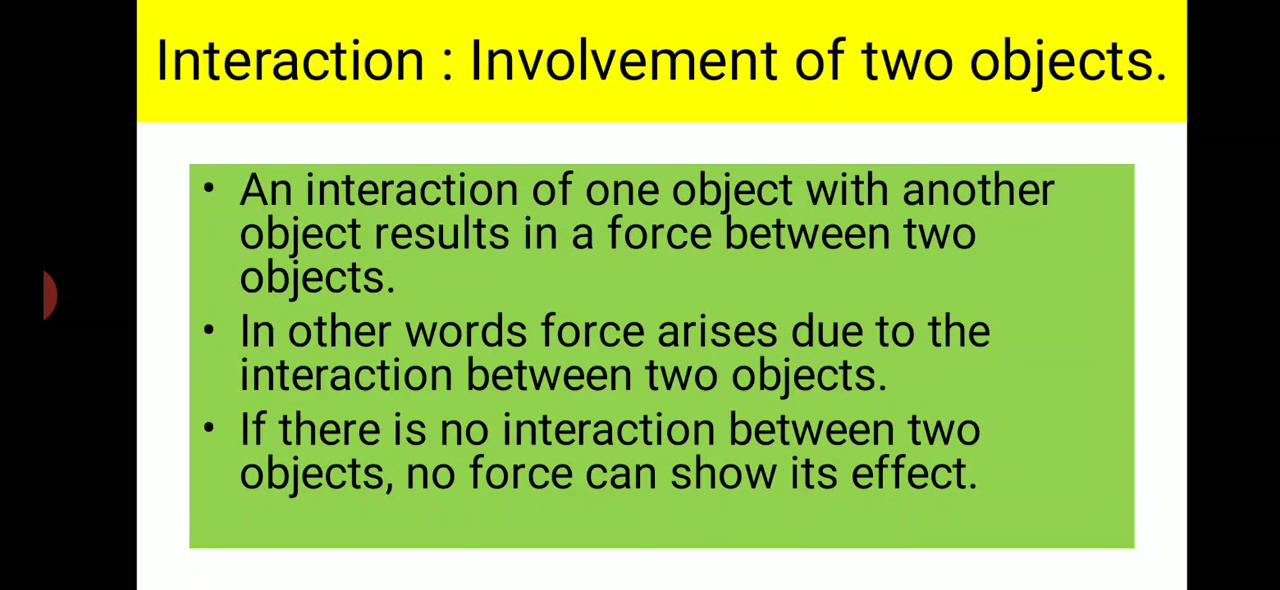 Interaction : Involvement of two objects.
• An interaction of one object with another
object results in a force between two
objects.
• In other words force arises due to the
interaction between two objects.
• If there is no interaction between two
objects, no force can show its effect.